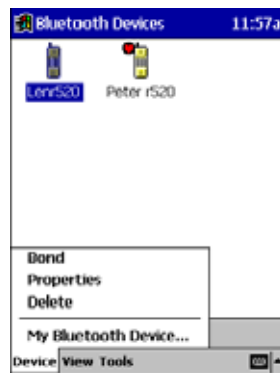 Bluetooth Devices 11:57a
Lenr520 Peter r520
Bond
Properties
Delete
My Bluetooth Device...
Device View Tools